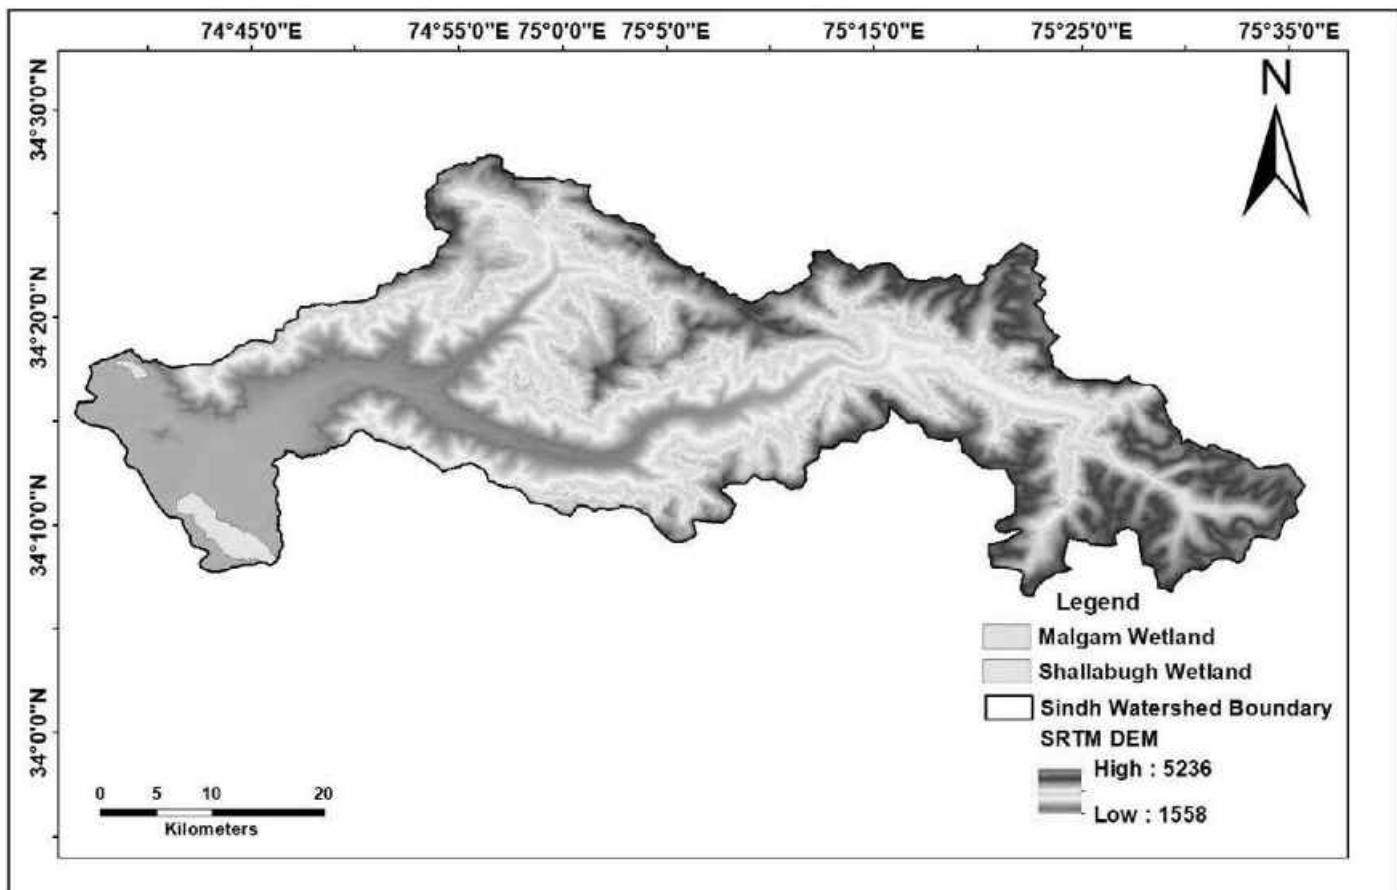 74°45'0"E 74°55'0"E 75°0'0"E 75°5'0"E 75°15'0"E 75°25'0"E 75°35'0"E
N
34°30'0"N
34°20'0"N
34°10'0"N
34°0'0"N
Legend
Malgam Wetland
Shallabugh Wetland
Sindh Watershed Boundary
SRTM DEM
High : 5236
Low : 1558
0 5 10 20
Kilometers